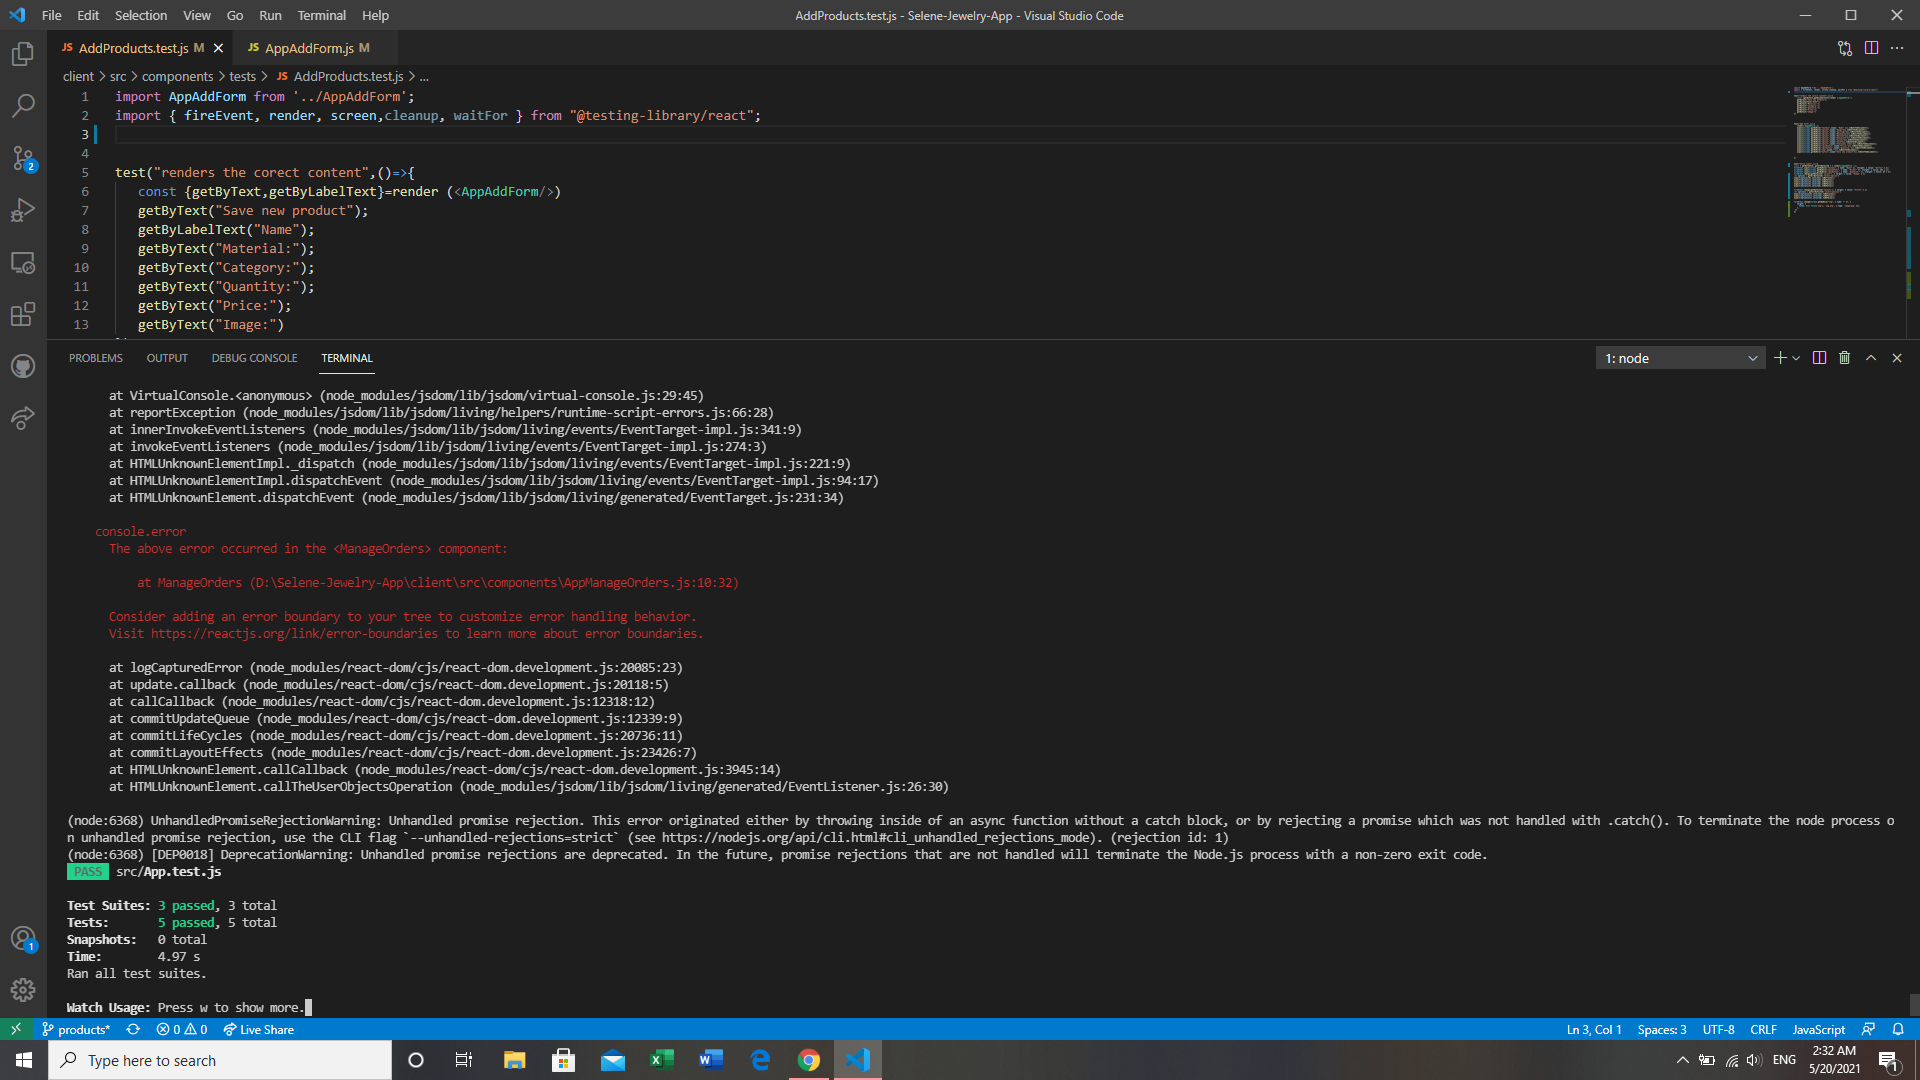 File Edit Selection View Go Run Terminal Help
AddProducts.test.js - Selene-Jewelry-App - Visual Studio Code
JS AddProducts.test.js M
JS AppAddForm.js M
client > src > components > tests > JS AddProducts.test.js > ...
1 import AppAddForm from '../AppAddForm';
2 import { fireEvent, render, screen,cleanup, waitFor } from "@testing-library/react";
3
4
5 test("renders the corect content",()=>{
6 const {getByText,getByLabelText}=render (<AppAddForm/>)
7 getByText("Save new product");
8 getByLabelText("Name");
9 getByText("Material:");
10 getByText("Category:");
11 getByText("Quantity:");
12 getByText("Price:");
13 getByText("Image:")
PROBLEMS OUTPUT DEBUG CONSOLE TERMINAL
1: node
at VirtualConsole.<anonymous> (node_modules/jsdom/lib/jsdom/virtual-console.js:29:45)
at reportException (node_modules/jsdom/lib/jsdom/living/helpers/runtime-script-errors.js:66:28)
at innerInvokeEventListeners (node_modules/jsdom/lib/jsdom/living/events/EventTarget-impl.js:341:9)
at invokeEventListeners (node_modules/jsdom/lib/jsdom/living/events/EventTarget-impl.js:274:3)
at HTMLUnknownElementImpl._dispatch (node_modules/jsdom/lib/jsdom/living/events/EventTarget-impl.js:221:9)
at HTMLUnknownElementImpl.dispatchEvent (node_modules/jsdom/lib/jsdom/living/events/EventTarget-impl.js:94:17)
at HTMLUnknownElement.dispatchEvent (node_modules/jsdom/lib/jsdom/living/generated/EventTarget.js:231:34)
console.error
The above error occurred in the <ManageOrders> component:
at ManageOrders (D:\Selene-Jewelry-App\client\src\components\AppManageOrders.js:10:32)
Consider adding an error boundary to your tree to customize error handling behavior.
Visit https://reactjs.org/link/error-boundaries to learn more about error boundaries.
at logCapturedError (node_modules/react-dom/cjs/react-dom.development.js:20085:23)
at update.callback (node_modules/react-dom/cjs/react-dom.development.js:20118:5)
at callCallback (node_modules/react-dom/cjs/react-dom.development.js:12318:12)
at commitUpdateQueue (node_modules/react-dom/cjs/react-dom.development.js:12339:9)
at commitLifeCycles (node_modules/react-dom/cjs/react-dom.development.js:20736:11)
at commitLayoutEffects (node_modules/react-dom/cjs/react-dom.development.js:23426:7)
at HTMLUnknownElement.callCallback (node_modules/react-dom/cjs/react-dom.development.js:3945:14)
at HTMLUnknownElement.callTheUserObjectsOperation (node_modules/jsdom/lib/jsdom/living/generated/EventListener.js:26:30)
(node:6368) UnhandledPromiseRejectionWarning: Unhandled promise rejection. This error originated either by throwing inside of an async function without a catch block, or by rejecting a promise which was not handled with .catch(). To terminate the node process o
n unhandled promise rejection, use the CLI flag `--unhandled-rejections=strict` (see https://nodejs.org/api/cli.html#cli_unhandled_rejections_mode). (rejection id: 1)
(node:6368) [DEP0018] DeprecationWarning: Unhandled promise rejections are deprecated. In the future, promise rejections that are not handled will terminate the Node.js process with a non-zero exit code.
PASS src/App.test.js
Test Suites: 3 passed, 3 total
Tests: 5 passed, 5 total
Snapshots: 0 total
Time: 4.97 s
Ran all test suites.
Watch Usage: Press w to show more.
products* 0 0 Live Share
Ln 3, Col 1 Spaces: 3 UTF-8 CRLF JavaScript
Type here to search
ENG
2:32 AM
5/20/2021